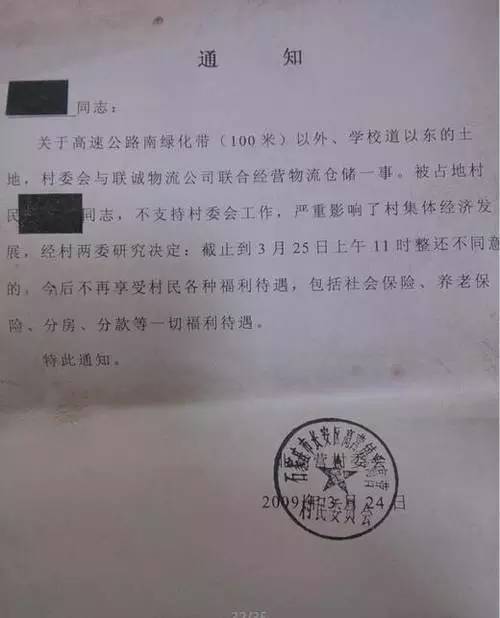 通 知
同志：
关于高速公路南绿化带（100米）以外、学校道以东的土
地，村委会与联诚物流公司联合经营物流仓储一事。被占地村
民 同志，不支持村委会工作，严重影响了村集体经济发
展，经村两委研究决定：截止到3月25日上午11时整还不同意
的，今后不再享受村民各种福利待遇，包括社会保险、养老保
险、分房、分款等一切福利待遇。
特此通知。
石家庄市长安区高营镇
村民委员会
2009年3月24日
22/35